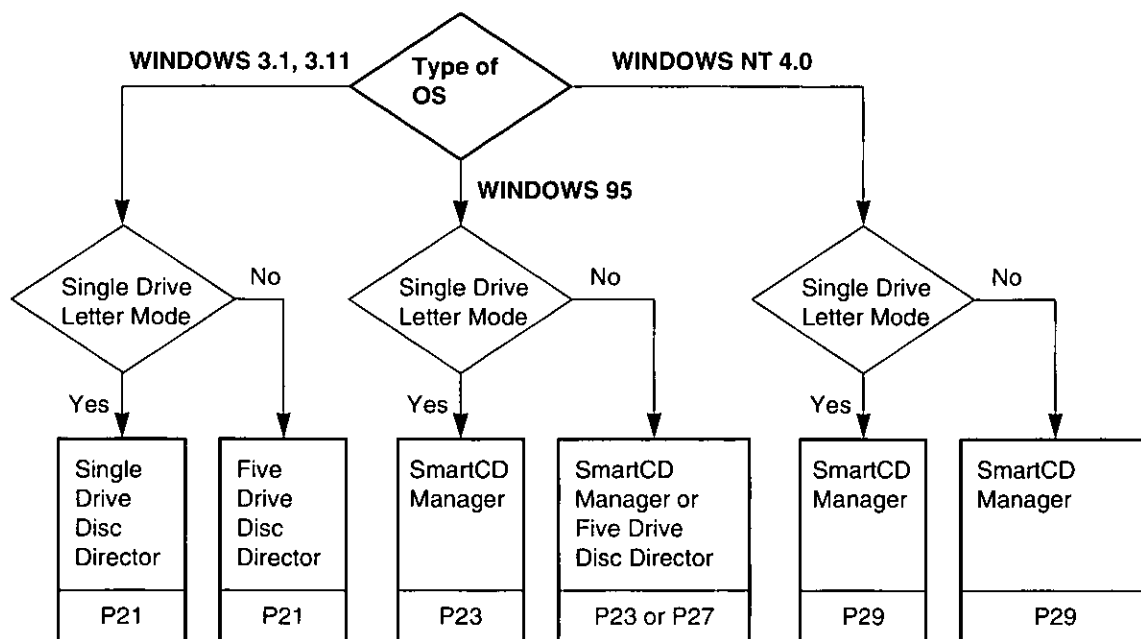 WINDOWS 3.1, 3.11
Type of
OS
WINDOWS NT 4.0
WINDOWS 95
Single Drive
Letter Mode
No
Yes
Single Drive
Letter Mode
No
Yes
Single Drive
Letter Mode
No
Yes
Single
Drive
Disc
Director
P21
Five
Drive
Disc
Director
P21
SmartCD
Manager
P23
SmartCD
Manager or
Five Drive
Disc Director
P23 or P27
SmartCD
Manager
P29
SmartCD
Manager
P29